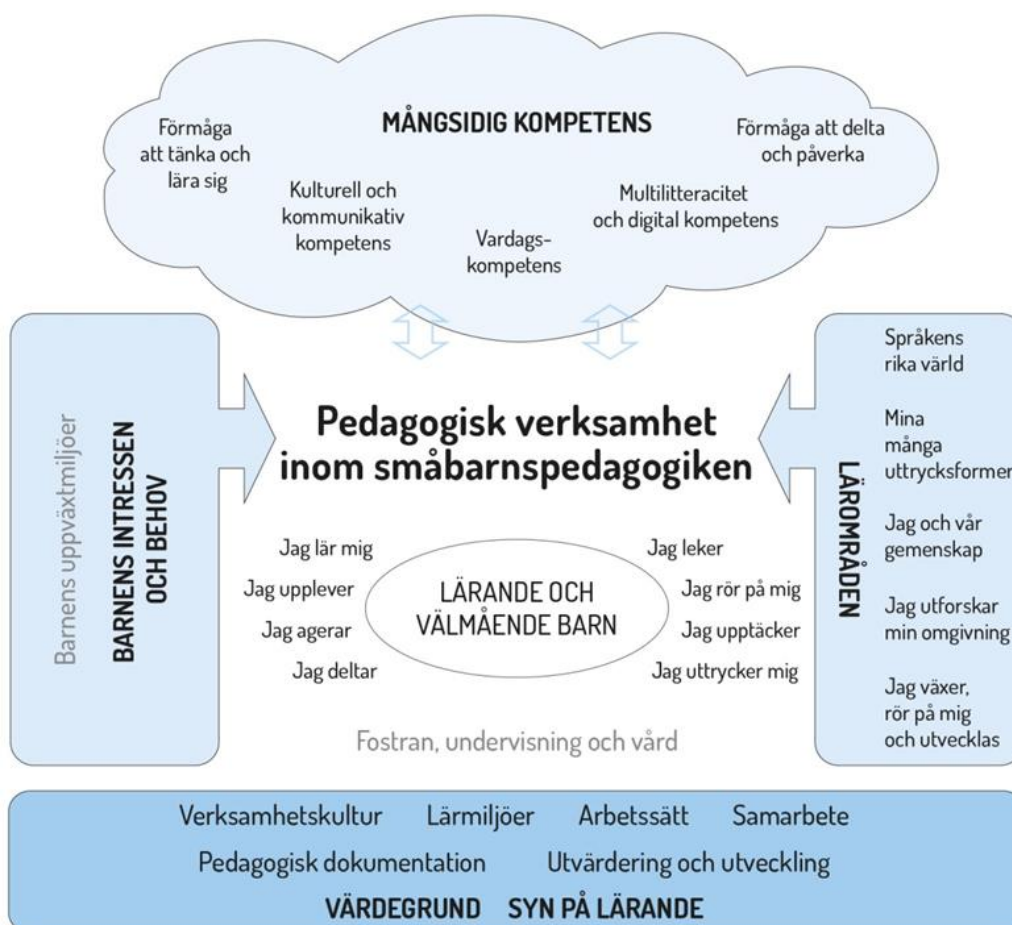 MÅNGSIDIG KOMPETENS
Förmåga
att tänka och
lära sig
Kulturell och
kommunikativ
kompetens
Vardags-
kompetens
Multilitteracitet
och digital kompetens
Förmåga att delta
och påverka
Barnens uppväxtmiljöer
BARNENS INTRESSEN
OCH BEHOV
Pedagogisk verksamhet
inom småbarnspedagogiken
Jag lär mig
Jag upplever
Jag agerar
Jag deltar
LÄRANDE OCH
VÄLMÅENDE BARN
Jag leker
Jag rör på mig
Jag upptäcker
Jag uttrycker mig
Fostran, undervisning och vård
LÄROMRÅDEN
Språkens
rika värld
Mina
många
uttrycksformer
Jag och vår
gemenskap
Jag utforskar
min omgivning
Jag växer,
rör på mig
och utvecklas
Verksamhetskultur Lärmiljöer Arbetssätt Samarbete
Pedagogisk dokumentation Utvärdering och utveckling
VÄRDEGRUND SYN PÅ LÄRANDE